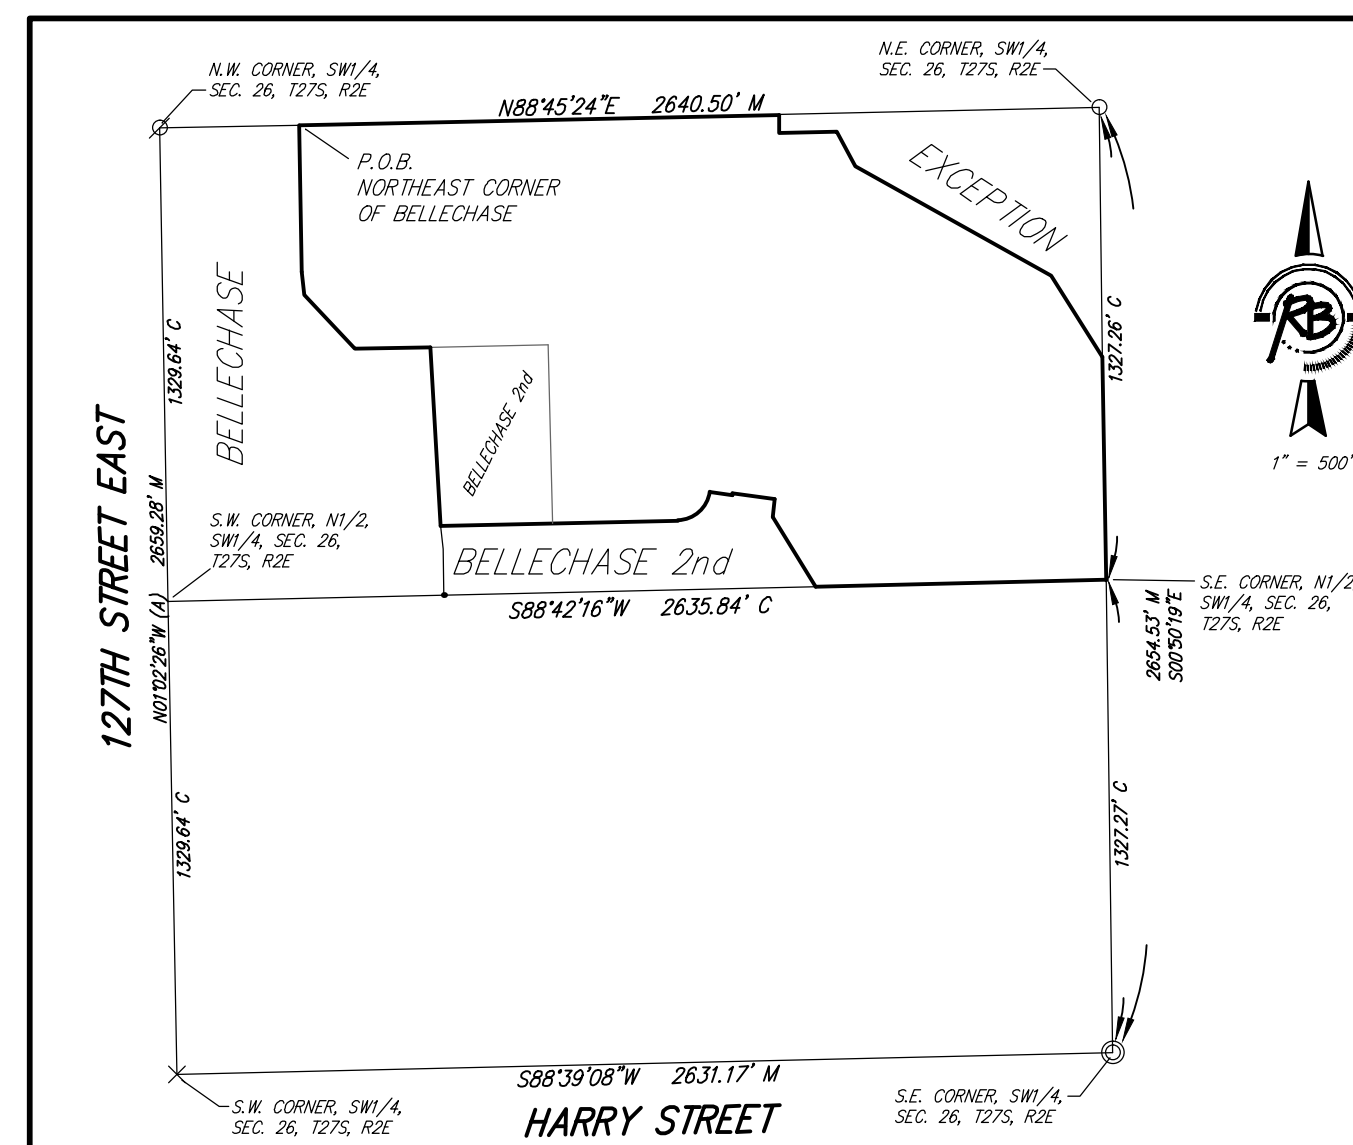 N.W. CORNER, SW1/4,
SEC. 26, T27S, R2E
N.E. CORNER, SW1/4,
SEC. 26, T27S, R2E
N88°45'24"E 2640.50' M
P.O.B.
NORTHEAST CORNER
OF BELLECHASE
EXCEPTION
BELLECHASE
1329.64' C
1327.26' C
RB
1" = 500'
BELLECHASE 2nd
127TH STREET EAST
N01°02'26"W (A) 2659.28' M
S.W. CORNER, N1/2,
SW1/4, SEC. 26,
T27S, R2E
BELLECHASE 2nd
S88°42'16"W 2635.84' C
S.E. CORNER, N1/2,
SW1/4, SEC. 26,
T27S, R2E
2654.53' M
S00°50'19"E
1329.64' C
1327.27' C
S88°39'08"W 2631.17' M
HARRY STREET
S.W. CORNER, SW1/4,
SEC. 26, T27S, R2E
S.E. CORNER, SW1/4,
SEC. 26, T27S, R2E